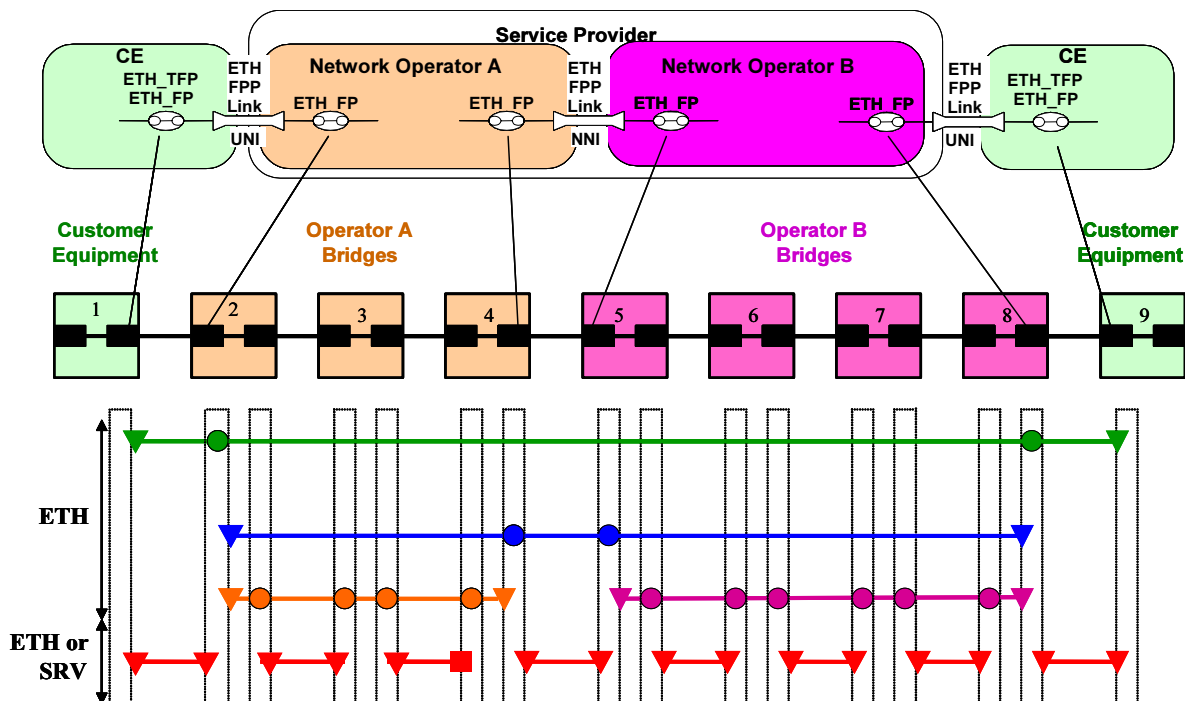 Service Provider
CE
ETH_TFP
ETH_FP
ETH
FPP
Link
UNI
Network Operator A
ETH_FP
ETH_FP
ETH
FPP
Link
NNI
Network Operator B
ETH_FP
ETH_FP
ETH
FPP
Link
UNI
CE
ETH_TFP
ETH_FP
Customer
Equipment
Operator A
Bridges
Operator B
Bridges
Customer
Equipment
1
2
3
4
5
6
7
8
9
ETH
ETH or
SRV